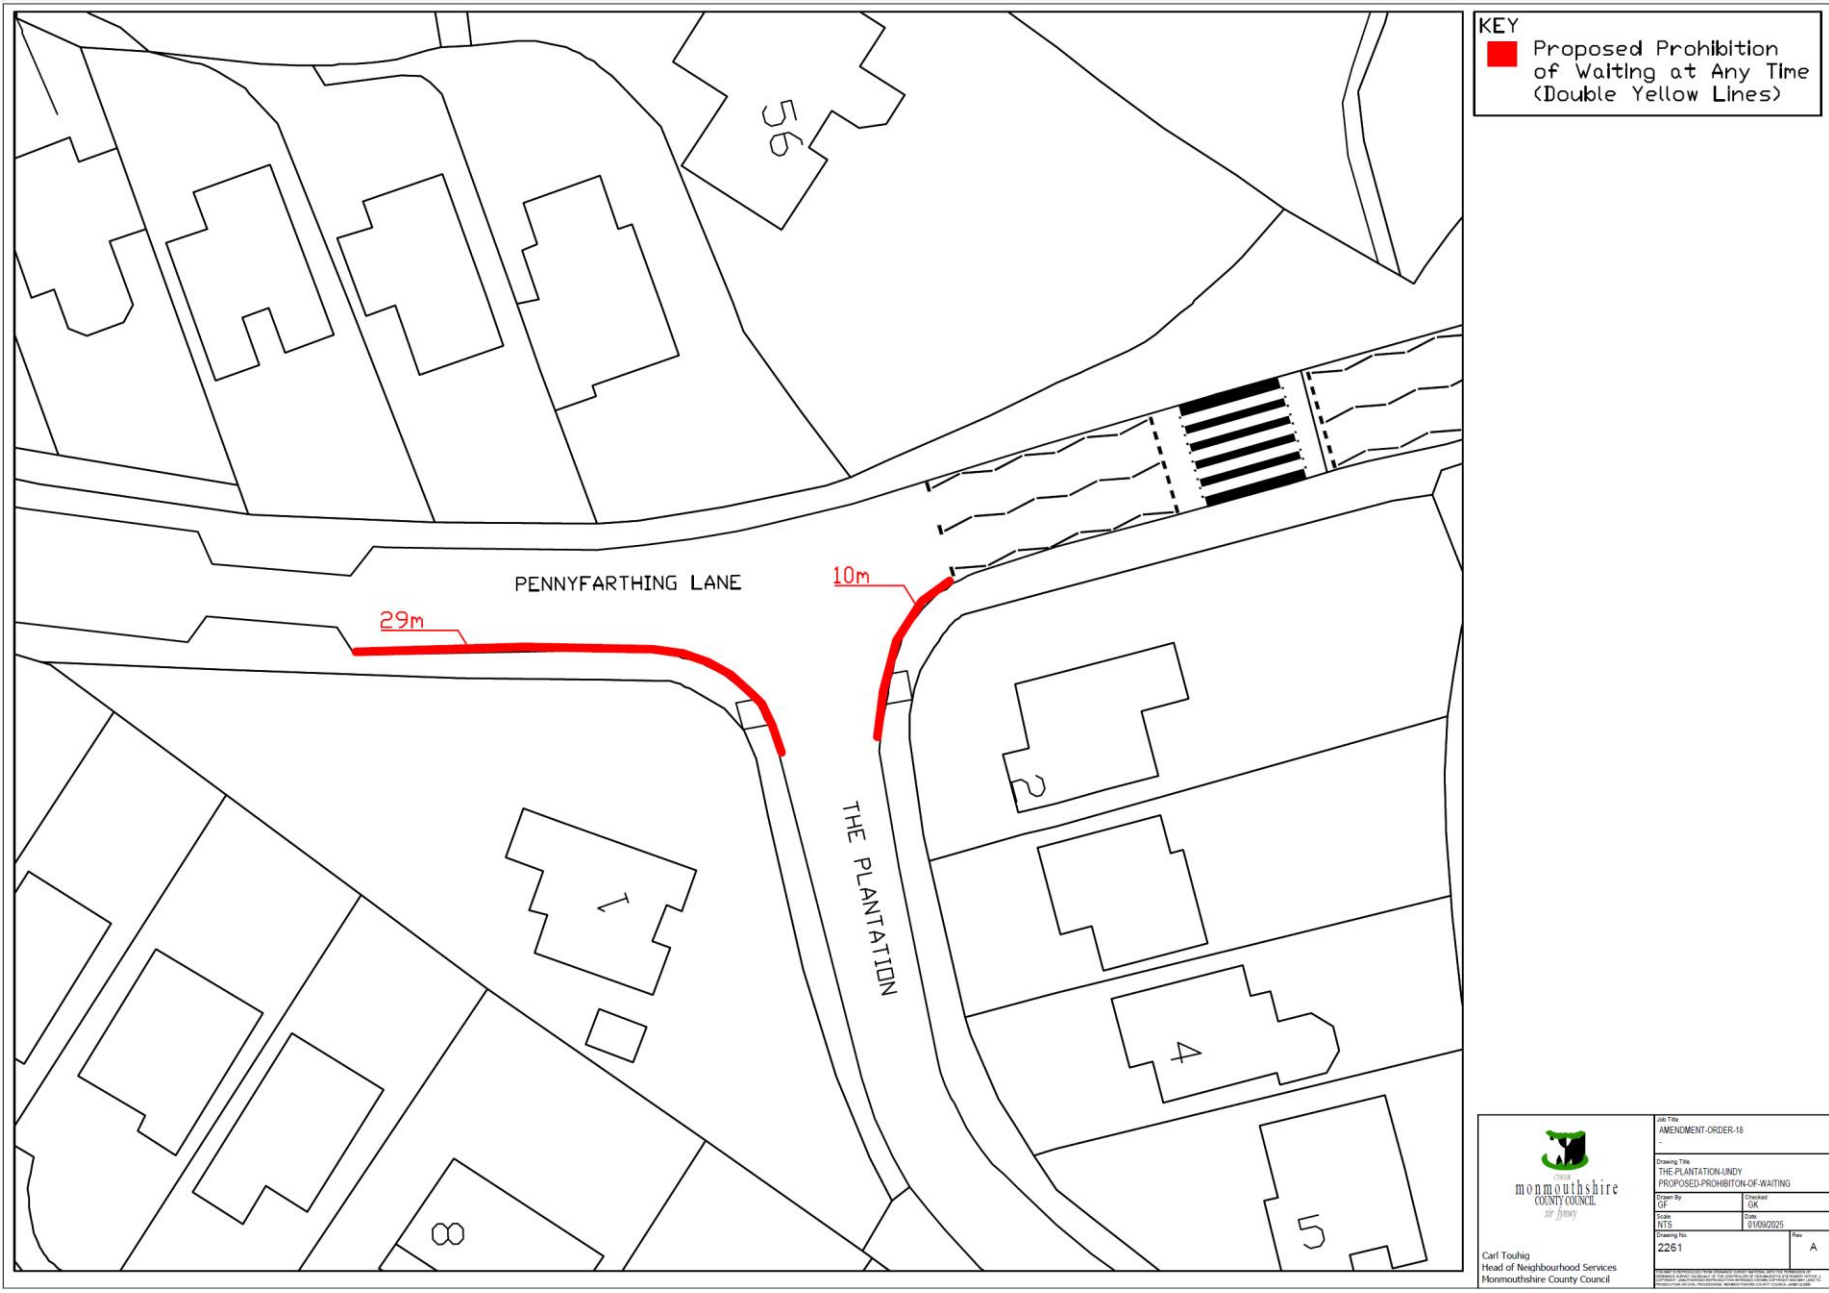 KEY
Proposed Prohibition
of Waiting at Any Time
(Double Yellow Lines)
56
PENNYFARTHING LANE
10m
29m
2
THE PLANTATION
1
4
5
8
monmouthshire
COUNTY COUNCIL
sir fynwy
Carl Touhig
Head of Neighbourhood Services
Monmouthshire County Council
Job Title
AMENDMENT-ORDER-18
-
Drawing Title
THE-PLANTATION-UNDY
PROPOSED-PROHIBITON-OF-WAITING
Drawn By
GF
Checked
GK
Scale
NTS
Date
01/09/2025
Drawing No.
2261
Rev
A